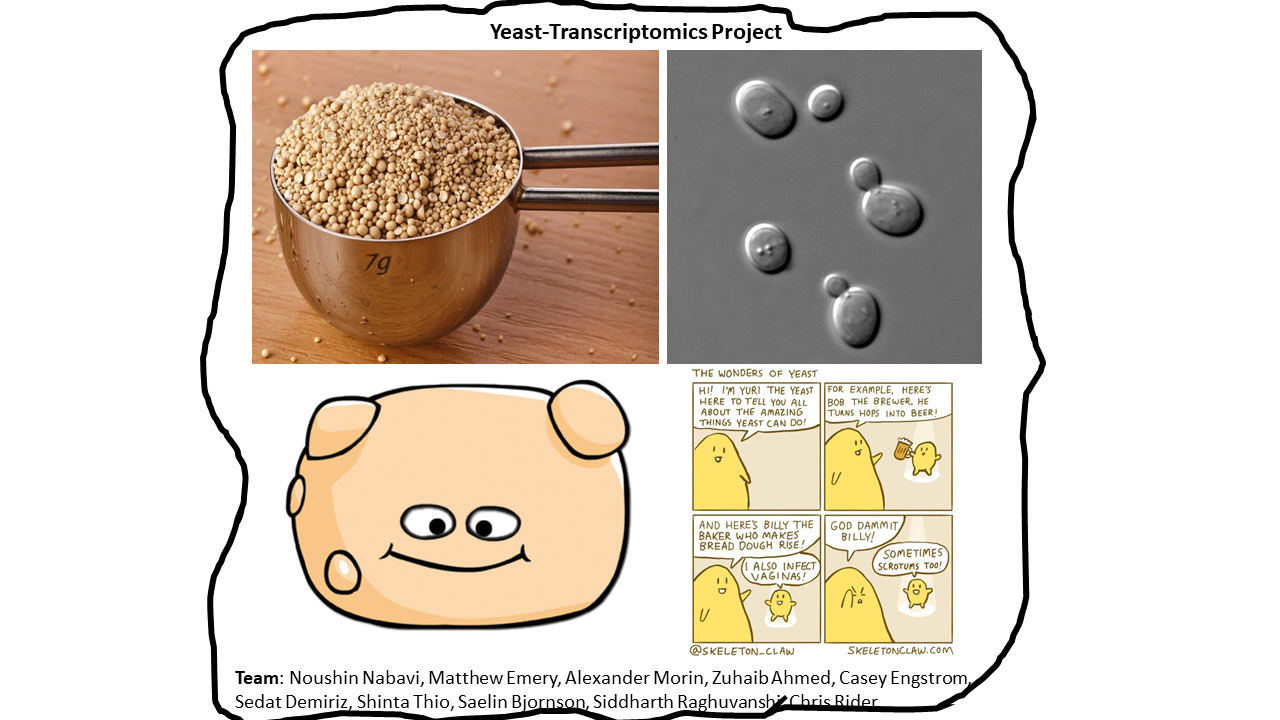 Yeast-Transcriptomics Project
7g
THE WONDERS OF YEAST
HI! I'M YURI THE YEAST
HERE TO TELL YOU ALL
ABOUT THE AMAZING
THINGS YEAST CAN DO!
FOR EXAMPLE, HERE'S
BOB THE BREWER. HE
TURNS HOPS INTO BEER!
AND HERE'S BILLY THE
BAKER WHO MAKES
BREAD DOUGH RISE!
I ALSO INFECT
VAGINAS!
GOD DAMMIT
BILLY!
SOMETIMES
SCROTUMS TOO!
@SKELETON_CLAW
SKELETONCLAW.COM
Team: Noushin Nabavi, Matthew Emery, Alexander Morin, Zuhaib Ahmed, Casey Engstrom,
Sedat Demiriz, Shinta Thio, Saelin Bjornson, Siddharth Raghuvanshi, Chris Rider